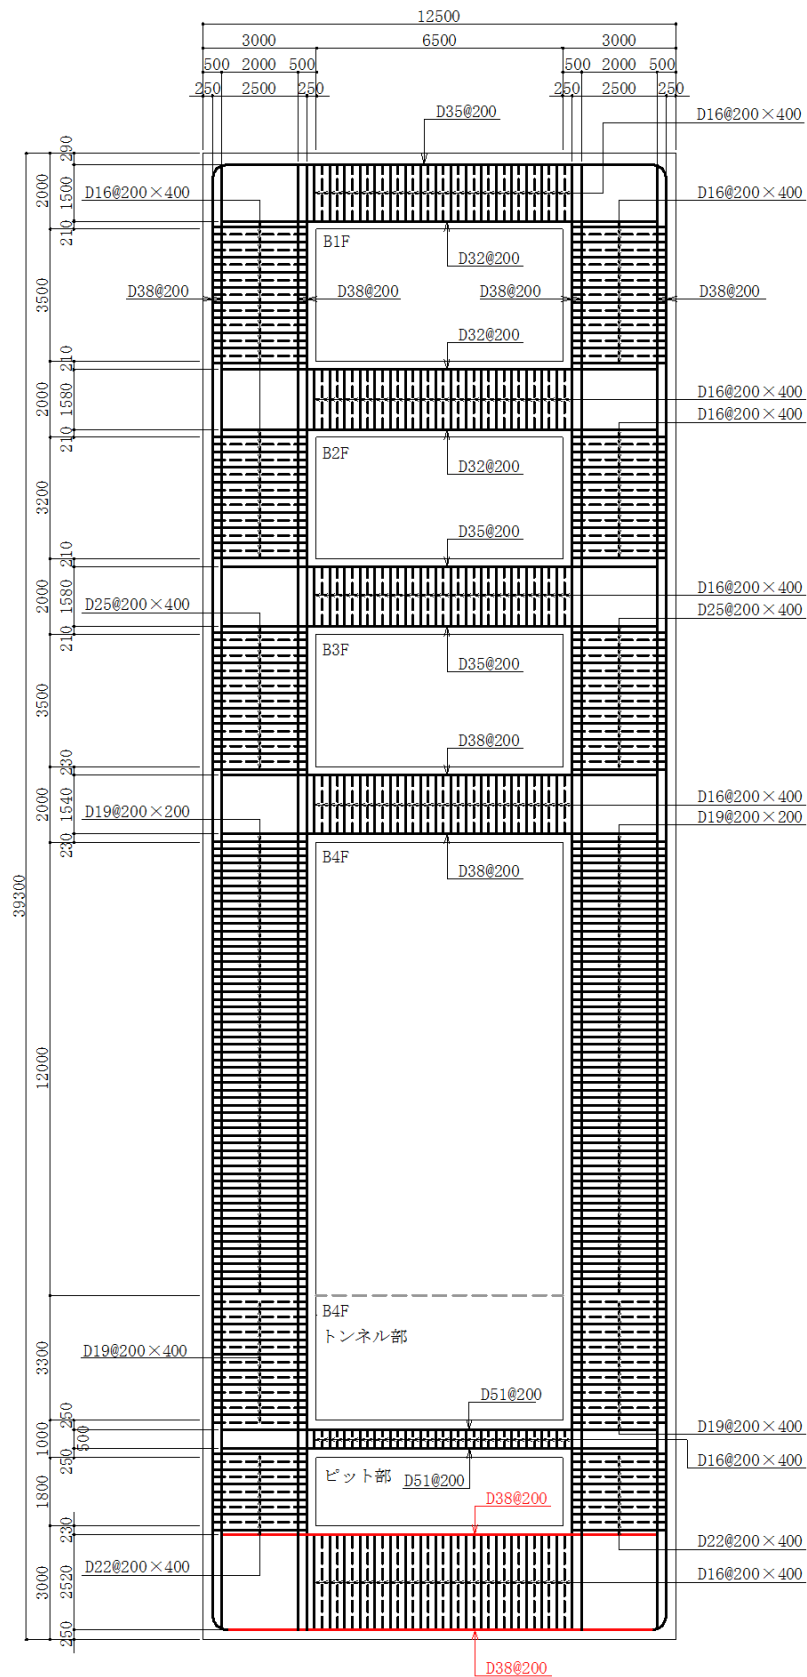 12500
3000 6500 3000
500 2000 500 500 2000 500
250 2500 250 250 2500 250
D35@200
D16@200×400
290
2000
1500
D16@200×400
D16@200×400
210
B1F
D32@200
3500
D38@200
D38@200
D38@200
D38@200
D32@200
210
2000
1580
D16@200×400
D16@200×400
210
B2F
D32@200
3200
D35@200
210
2000
1580
D16@200×400
D25@200×400
D25@200×400
210
B3F
D35@200
3500
D38@200
230
2000
1540
D16@200×400
D19@200×200
D19@200×200
230
B4F
D38@200
39300
12000
B4F
トンネル部
3300
D19@200×400
D51@200
250
1000
500
D19@200×400
250
D16@200×400
ピット部
D51@200
1800
D38@200
230
D22@200×400
D22@200×400
3000
2520
D16@200×400
250
D38@200